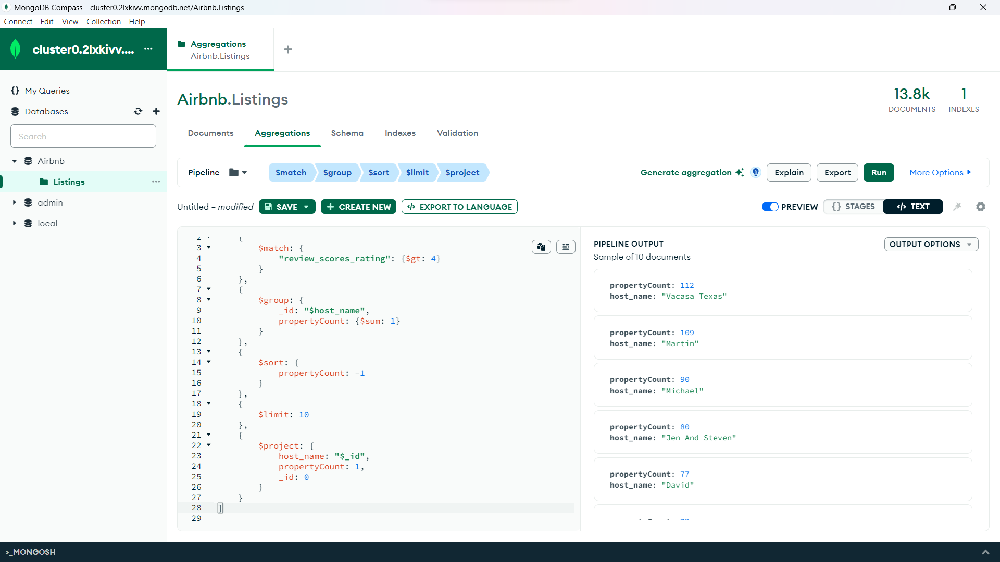 MongoDB Compass - cluster0.2lxkivv.mongodb.net/Airbnb.Listings
Connect Edit View Collection Help
cluster0.2lxkivv....
Aggregations
Airbnb.Listings
My Queries
Databases
Search
Airbnb
Listings
admin
local
Airbnb.Listings
13.8k
DOCUMENTS
1
INDEXES
Documents Aggregations Schema Indexes Validation
Pipeline $match $group $sort $limit $project Generate aggregation Explain Export Run More Options
Untitled – modified SAVE CREATE NEW EXPORT TO LANGUAGE PREVIEW STAGES TEXT
2 {
3 $match: {
4 "review_scores_rating": {$gt: 4}
5 }
6 },
7 {
8 $group: {
9 _id: "$host_name",
10 propertyCount: {$sum: 1}
11 }
12 },
13 {
14 $sort: {
15 propertyCount: -1
16 }
17 },
18 {
19 $limit: 10
20 },
21 {
22 $project: {
23 host_name: "$_id",
24 propertyCount: 1,
25 _id: 0
26 }
27 }
28 ]
29
PIPELINE OUTPUT
OUTPUT OPTIONS
Sample of 10 documents
propertyCount: 112
host_name: "Vacasa Texas"
propertyCount: 109
host_name: "Martin"
propertyCount: 90
host_name: "Michael"
propertyCount: 80
host_name: "Jen And Steven"
propertyCount: 77
host_name: "David"
>_MONGOSH